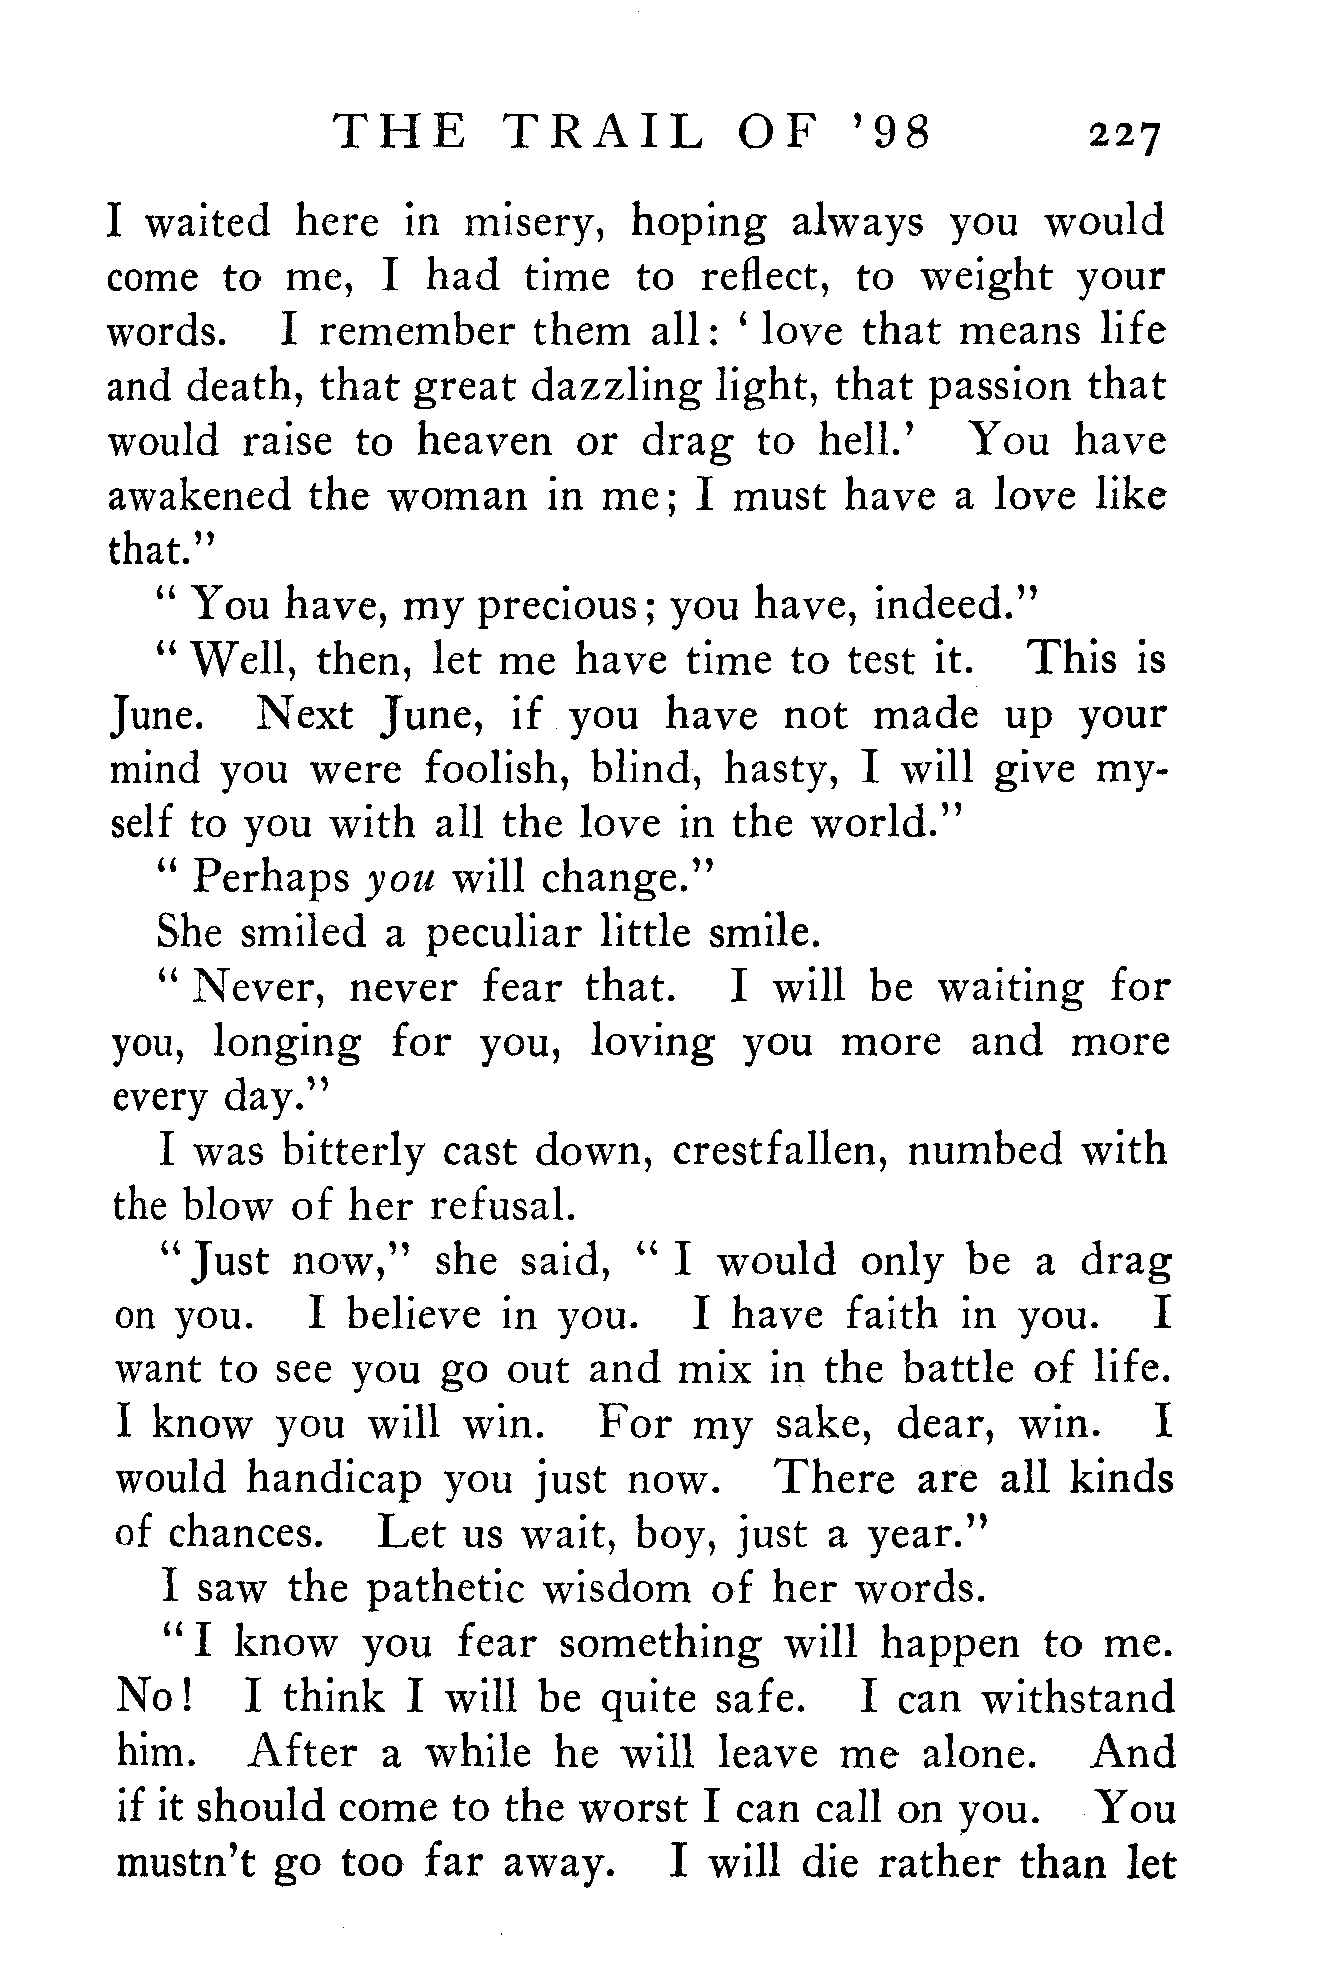 THE TRAIL OF '98 227
I waited here in misery, hoping always you would
come to me, I had time to reflect, to weight your
words. I remember them all: ' love that means life
and death, that great dazzling light, that passion that
would raise to heaven or drag to hell.' You have
awakened the woman in me; I must have a love like
that."
" You have, my precious; you have, indeed."
" Well, then, let me have time to test it. This is
June. Next June, if you have not made up your
mind you were foolish, blind, hasty, I will give my-
self to you with all the love in the world."
" Perhaps you will change."
She smiled a peculiar little smile.
" Never, never fear that. I will be waiting for
you, longing for you, loving you more and more
every day."
I was bitterly cast down, crestfallen, numbed with
the blow of her refusal.
" Just now," she said, " I would only be a drag
on you. I believe in you. I have faith in you. I
want to see you go out and mix in the battle of life.
I know you will win. For my sake, dear, win. I
would handicap you just now. There are all kinds
of chances. Let us wait, boy, just a year."
I saw the pathetic wisdom of her words.
" I know you fear something will happen to me.
No! I think I will be quite safe. I can withstand
him. After a while he will leave me alone. And
if it should come to the worst I can call on you. You
mustn't go too far away. I will die rather than let